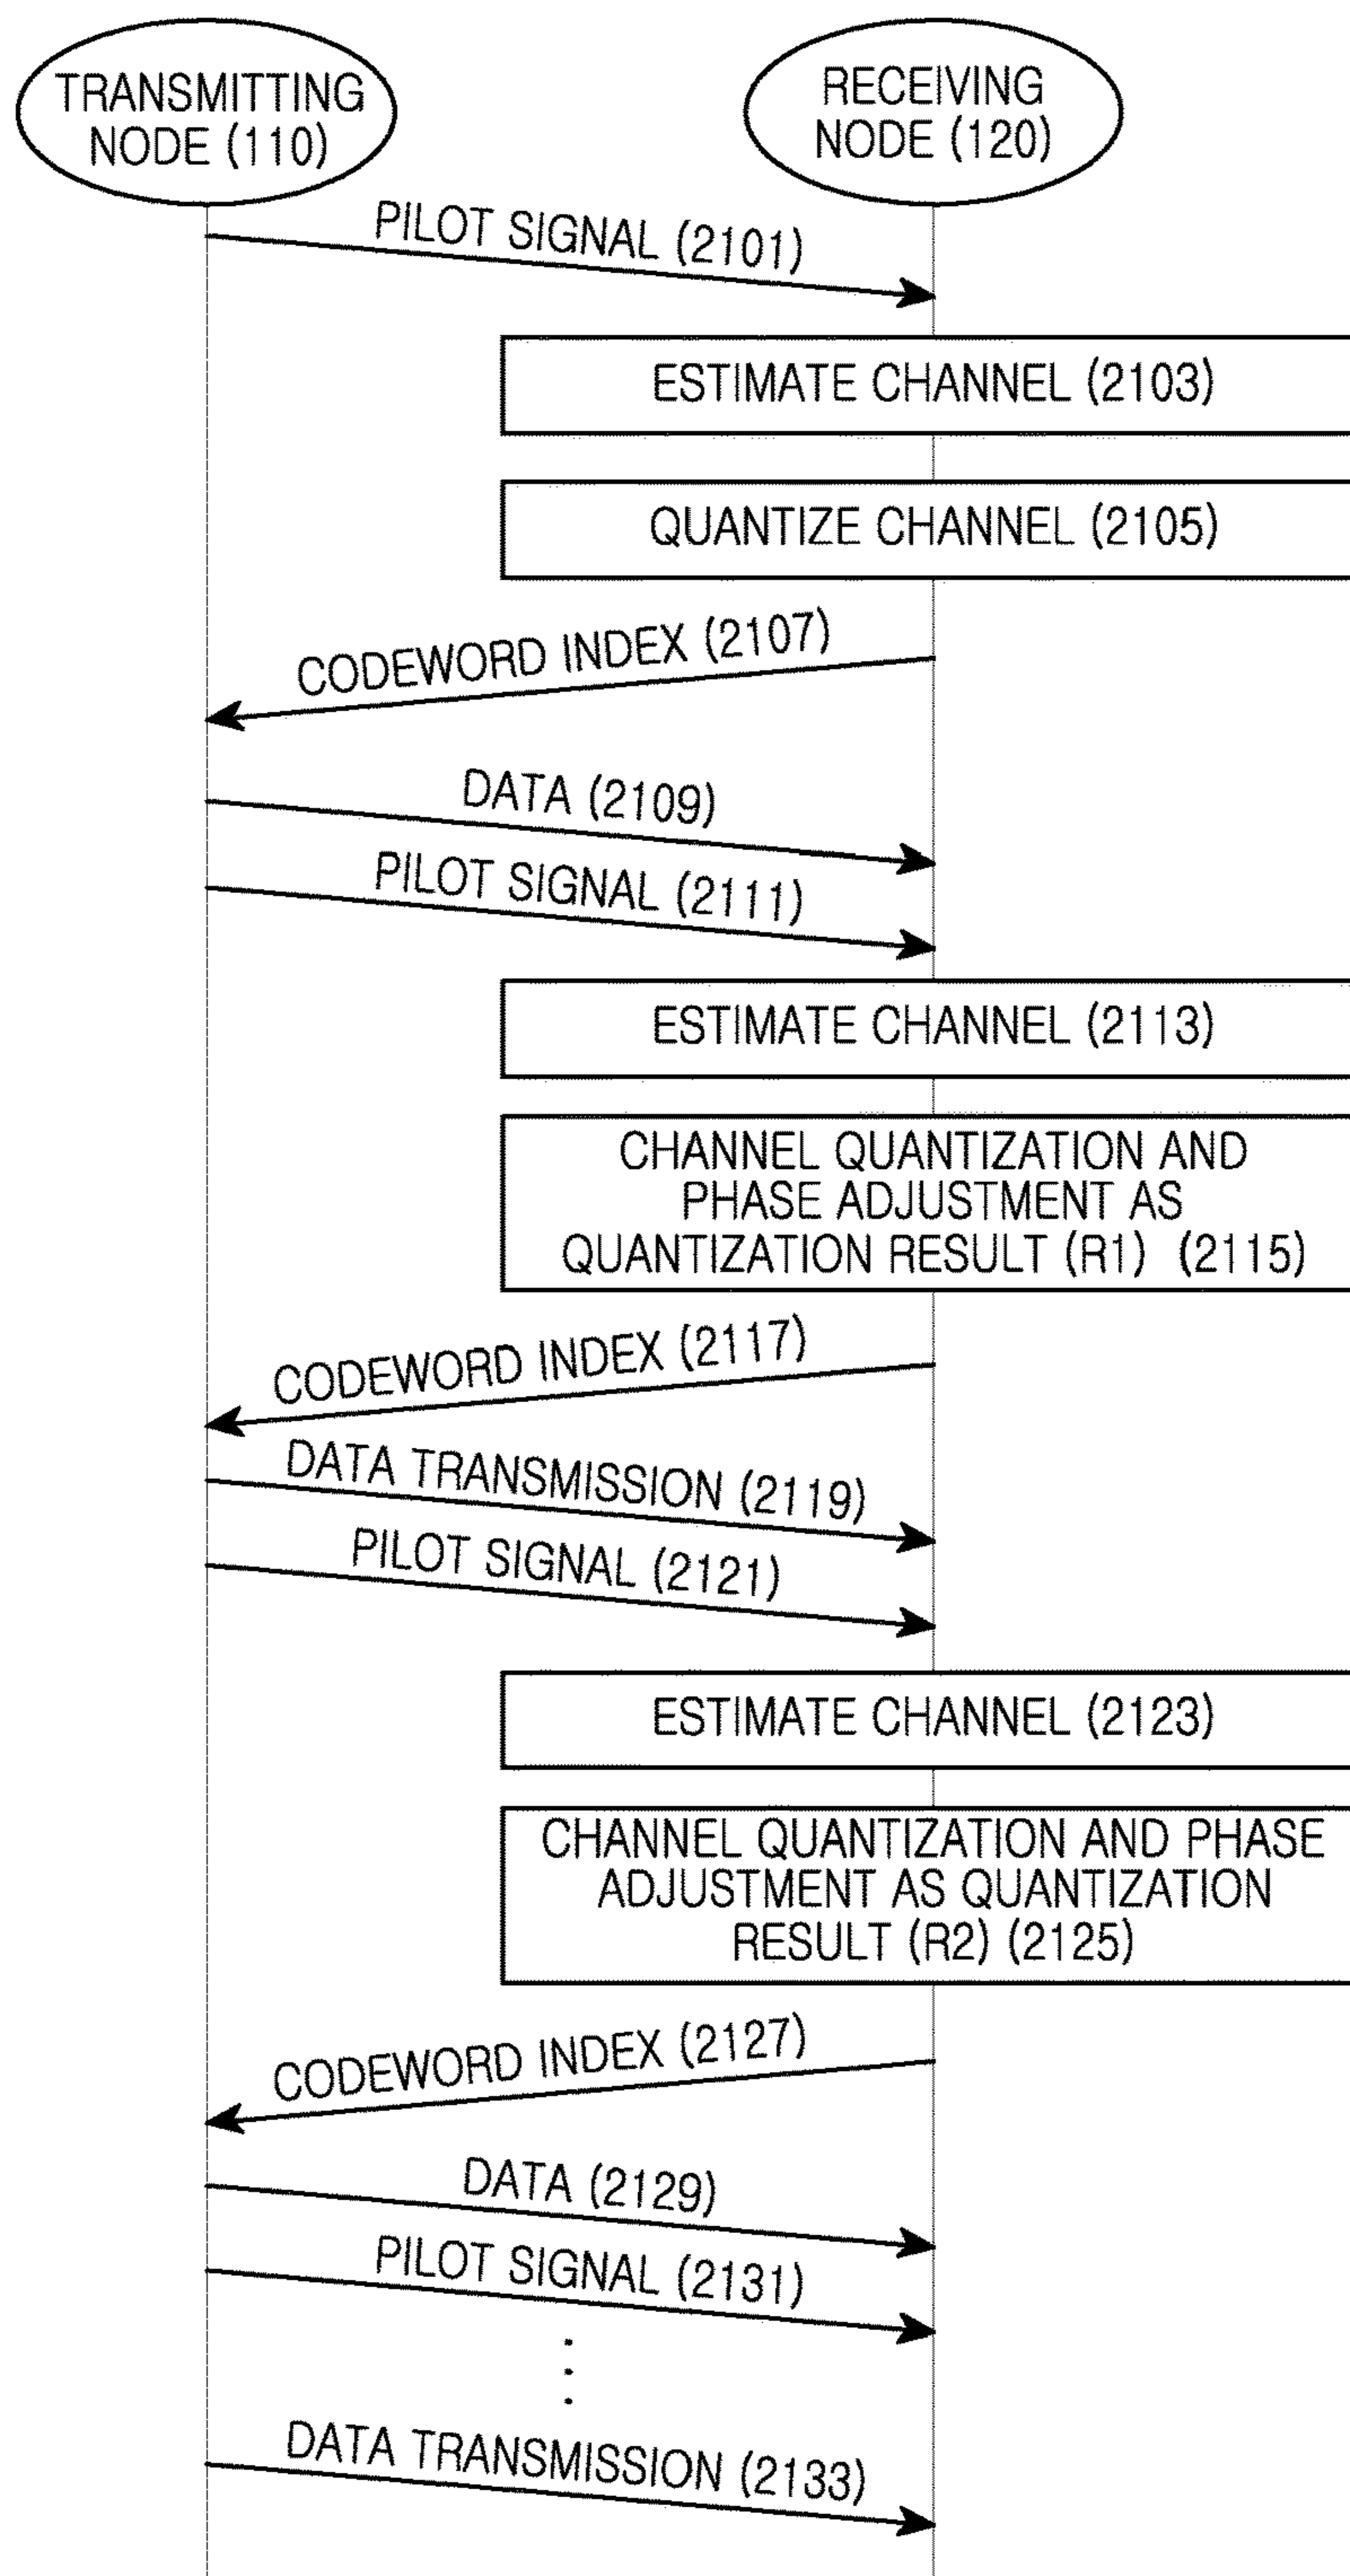 TRANSMITTING
NODE (110)
RECEIVING
NODE (120)
PILOT SIGNAL (2101)
ESTIMATE CHANNEL (2103)
QUANTIZE CHANNEL (2105)
CODEWORD INDEX (2107)
DATA (2109)
PILOT SIGNAL (2111)
ESTIMATE CHANNEL (2113)
CHANNEL QUANTIZATION AND
PHASE ADJUSTMENT AS
QUANTIZATION RESULT (R1) (2115)
CODEWORD INDEX (2117)
DATA TRANSMISSION (2119)
PILOT SIGNAL (2121)
ESTIMATE CHANNEL (2123)
CHANNEL QUANTIZATION AND PHASE
ADJUSTMENT AS QUANTIZATION
RESULT (R2) (2125)
CODEWORD INDEX (2127)
DATA (2129)
PILOT SIGNAL (2131)
DATA TRANSMISSION (2133)